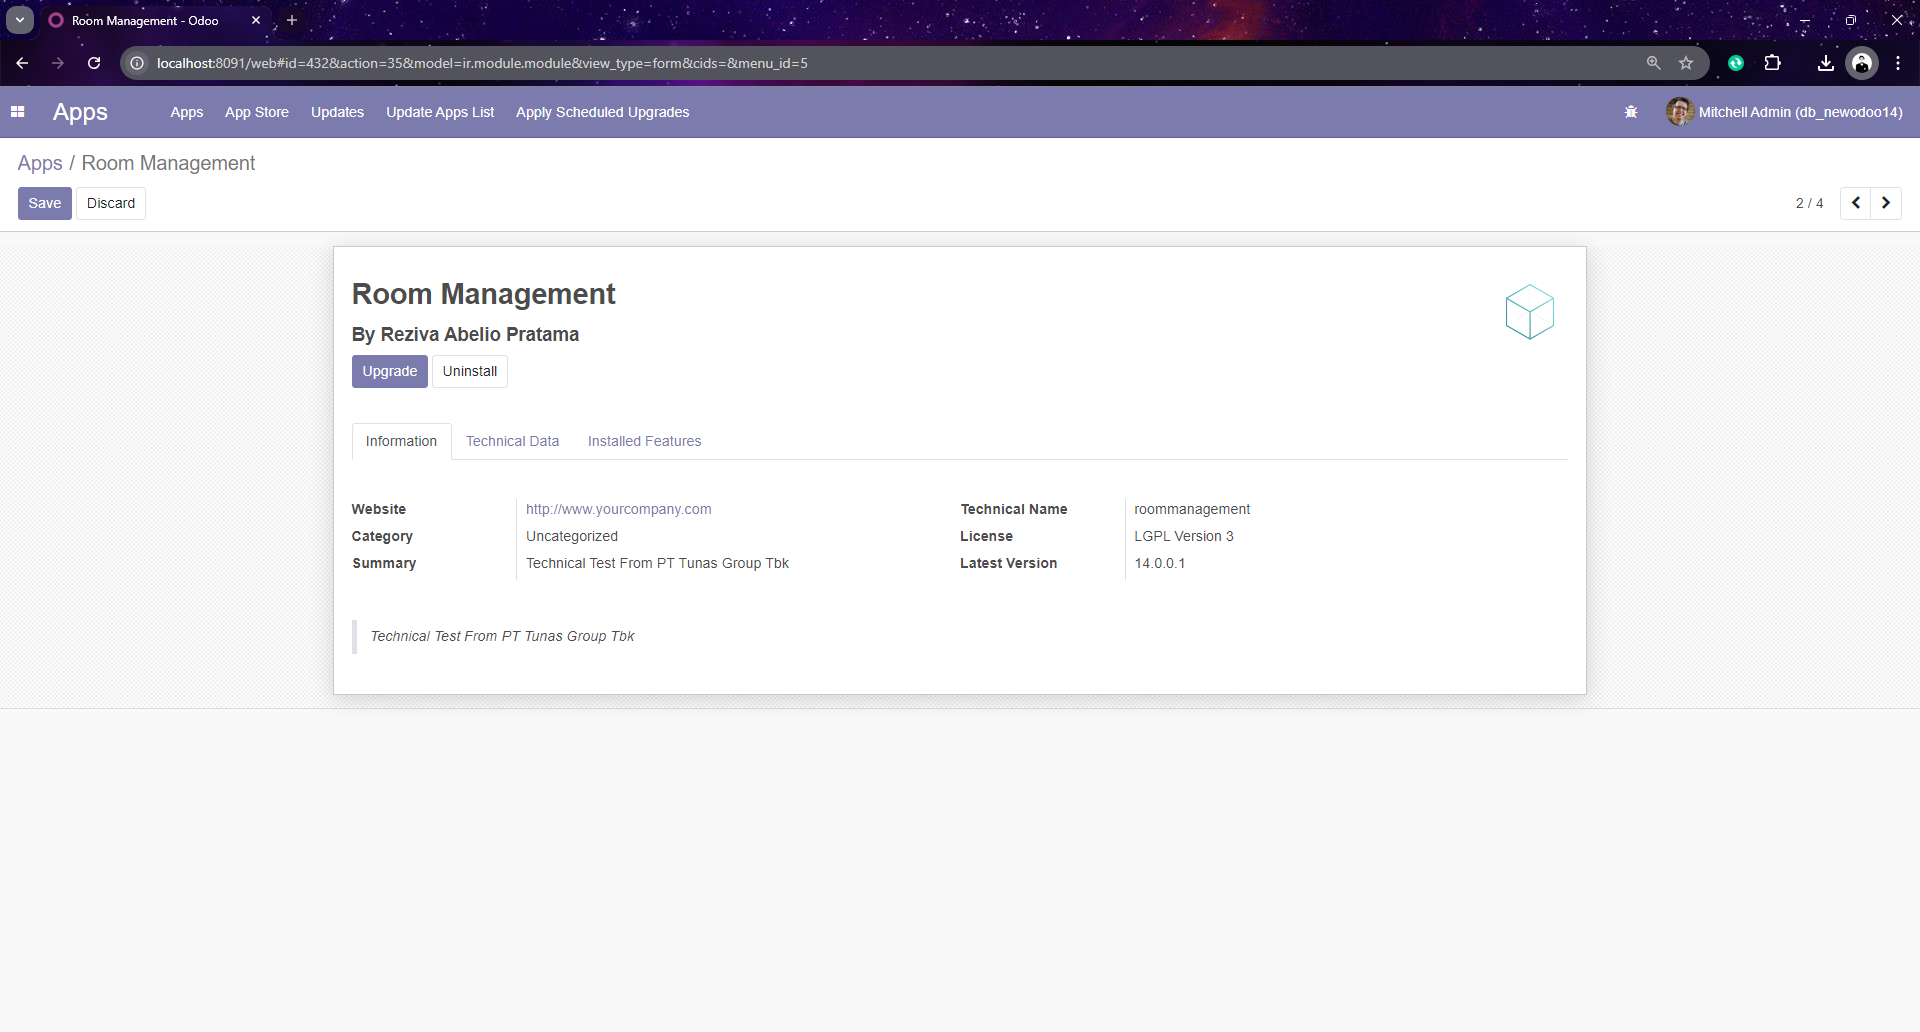 Room Management - Odoo
localhost:8091/web#id=432&action=35&model=ir.module.module&view_type=form&cids=&menu_id=5
Apps Apps App Store Updates Update Apps List Apply Scheduled Upgrades Mitchell Admin (db_newodoo14)
Apps / Room Management
Save Discard 2 / 4
Room Management
By Reziva Abelio Pratama
Upgrade Uninstall
Information Technical Data Installed Features
Website http://www.yourcompany.com Technical Name roommanagement
Category Uncategorized License LGPL Version 3
Summary Technical Test From PT Tunas Group Tbk Latest Version 14.0.0.1
Technical Test From PT Tunas Group Tbk